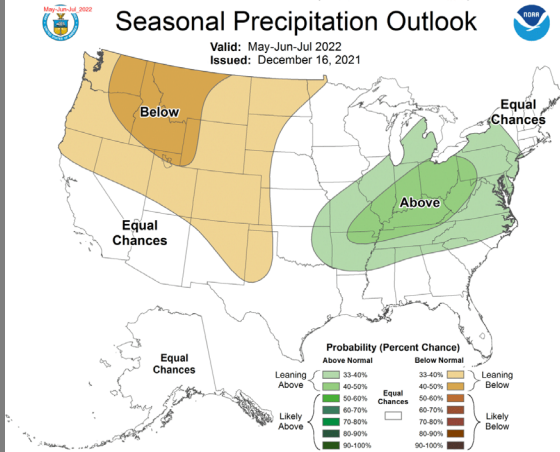 May-Jun-Jul_2022
Seasonal Precipitation Outlook
NOAA
Valid: May-Jun-Jul 2022
Issued: December 16, 2021
Below
Equal
Chances
Above
Equal
Chances
Equal
Chances
Probability (Percent Chance)
Above Normal
Below Normal
Leaning
Above
33-40%
40-50%
Likely
Above
50-60%
60-70%
70-80%
80-90%
90-100%
Equal
Chances
33-40%
40-50%
Leaning
Below
50-60%
60-70%
70-80%
80-90%
90-100%
Likely
Below